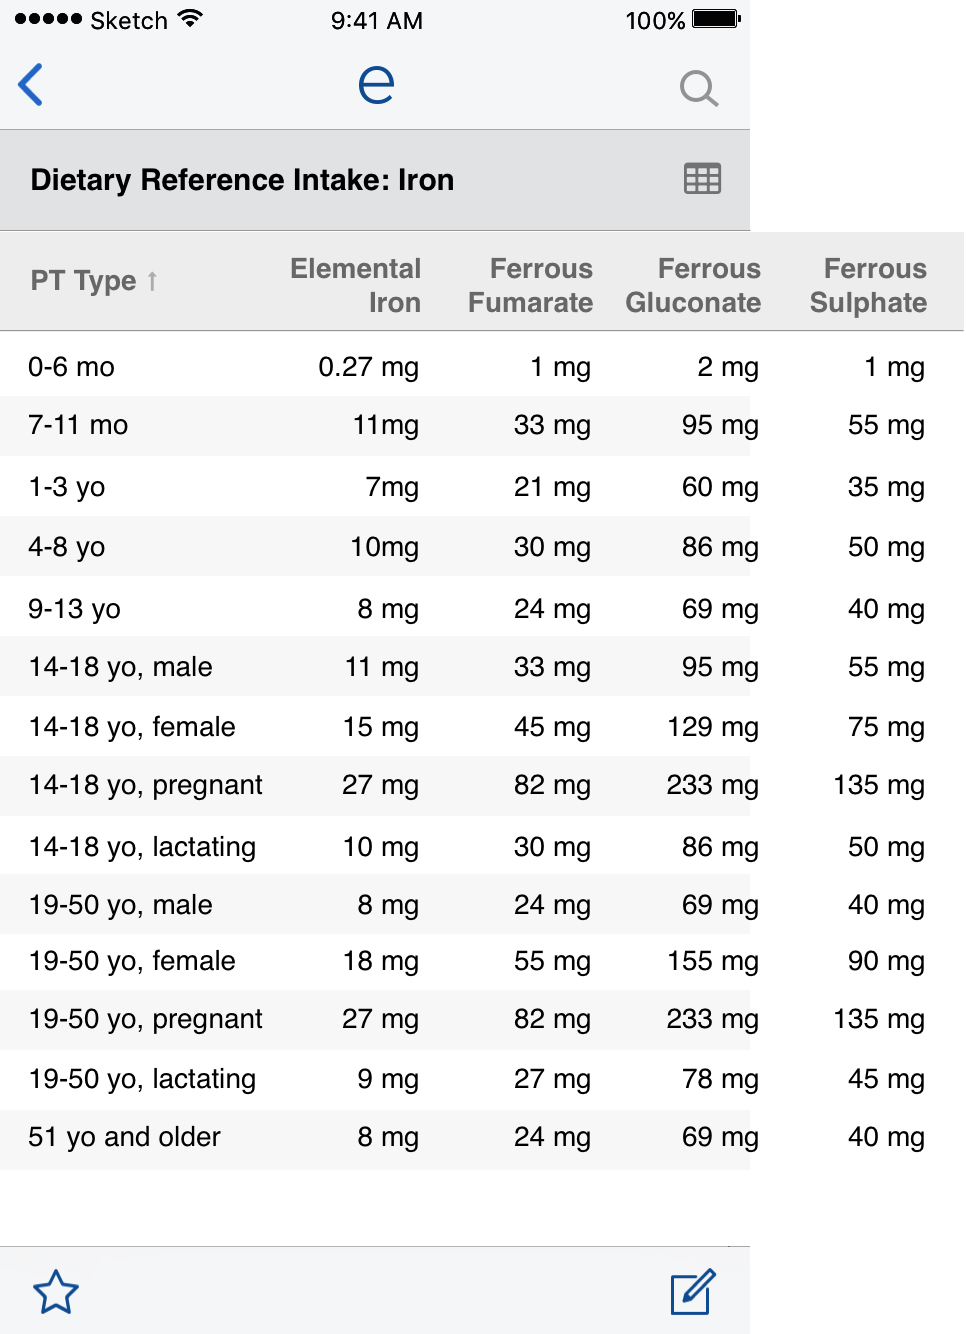 Sketch 9:41 AM 100%
e
Dietary Reference Intake: Iron
PT Type ↑ Elemental Iron Ferrous Fumarate Ferrous Gluconate Ferrous Sulphate
0-6 mo 0.27 mg 1 mg 2 mg 1 mg
7-11 mo 11mg 33 mg 95 mg 55 mg
1-3 yo 7mg 21 mg 60 mg 35 mg
4-8 yo 10mg 30 mg 86 mg 50 mg
9-13 yo 8 mg 24 mg 69 mg 40 mg
14-18 yo, male 11 mg 33 mg 95 mg 55 mg
14-18 yo, female 15 mg 45 mg 129 mg 75 mg
14-18 yo, pregnant 27 mg 82 mg 233 mg 135 mg
14-18 yo, lactating 10 mg 30 mg 86 mg 50 mg
19-50 yo, male 8 mg 24 mg 69 mg 40 mg
19-50 yo, female 18 mg 55 mg 155 mg 90 mg
19-50 yo, pregnant 27 mg 82 mg 233 mg 135 mg
19-50 yo, lactating 9 mg 27 mg 78 mg 45 mg
51 yo and older 8 mg 24 mg 69 mg 40 mg